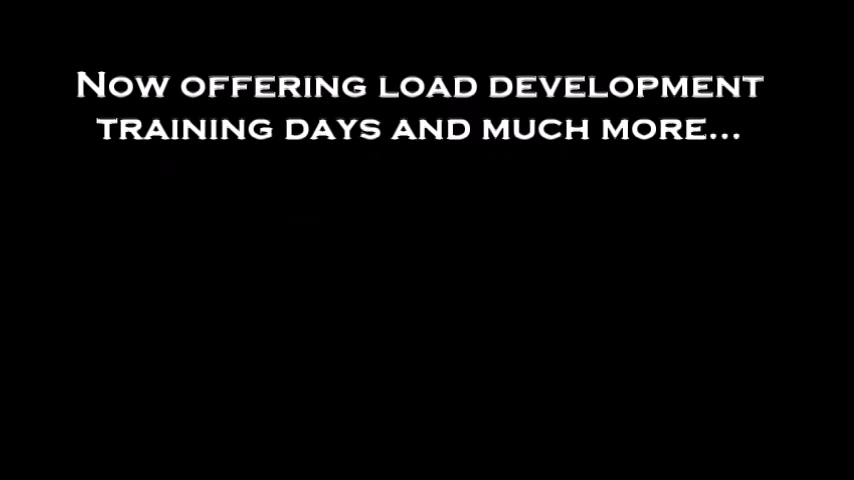 Now offering load development
training days and much more...